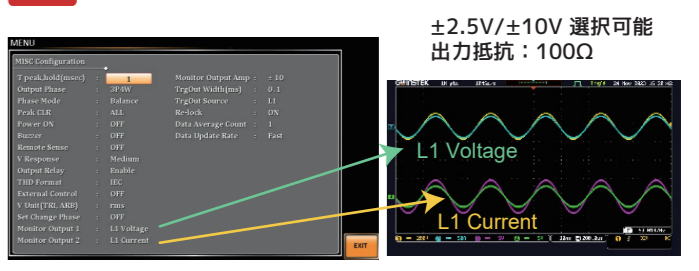 ±2.5V/±10V 選択可能
出力抵抗：100Ω
MENU
MISC Configuration
T peak,hold(msec) : 1
Output Phase : 3P4W
Phase Mode : Balance
Peak CLR : ALL
Power ON : OFF
Buzzer : OFF
Remote Sense : OFF
V Response : Medium
Output Relay : Enable
THD Format : IEC
External Control : OFF
V Unit(TRI, ARB) : rms
Set Change Phase : OFF
Monitor Output 1 : L1 Voltage
Monitor Output 2 : L1 Current
Monitor Output Amp : ± 10
TrgOut Width(ms) : 0.1
TrgOut Source : L1
Re-lock : ON
Data Average Count : 1
Data Update Rate : Fast
EXIT
GWINSTEK
L1 Voltage
L1 Current